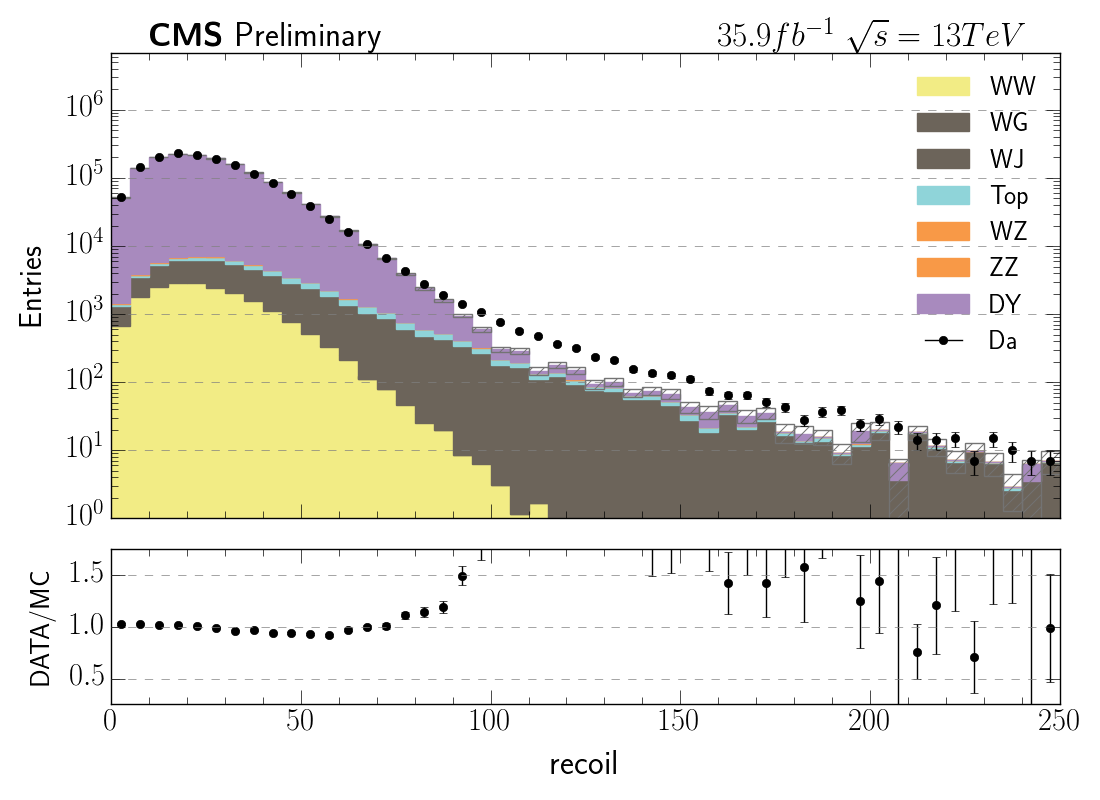 CMS Preliminary 35.9fb⁻¹ √s = 13TeV
WW
WG
WJ
Top
WZ
ZZ
DY
Da
Entries
10⁶
10⁵
10⁴
10³
10²
10¹
10⁰
DATA/MC
1.5
1.0
0.5
0 50 100 150 200 250
recoil